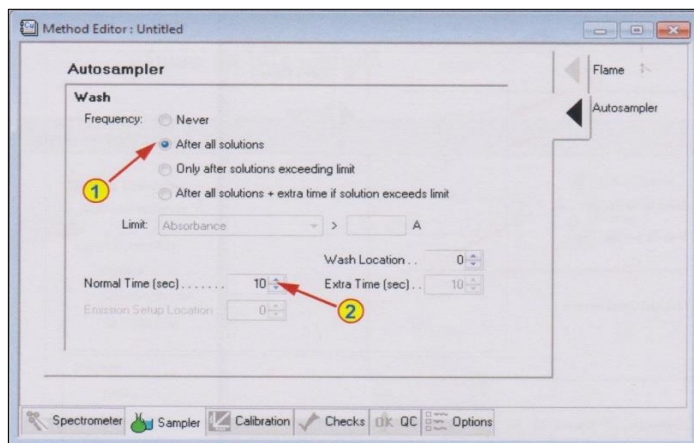 Method Editor : Untitled
Autosampler
Flame
Autosampler
Wash
Frequency: Never
After all solutions
Only after solutions exceeding limit
After all solutions + extra time if solution exceeds limit
1
Limit: Absorbance > A
Wash Location . . 0
Normal Time (sec) . . . . . . . 10 Extra Time (sec) . . 10
Emission Setup Location 0
2
Spectrometer Sampler Calibration Checks OK QC Options